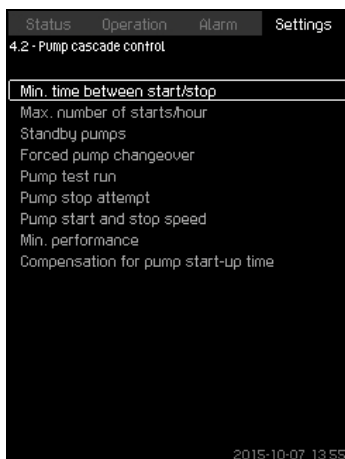 Status Operation Alarm Settings
4.2 - Pump cascade control
Min. time between start/stop
Max. number of starts/hour
Standby pumps
Forced pump changeover
Pump test run
Pump stop attempt
Pump start and stop speed
Min. performance
Compensation for pump start-up time
2015-10-07 13:55